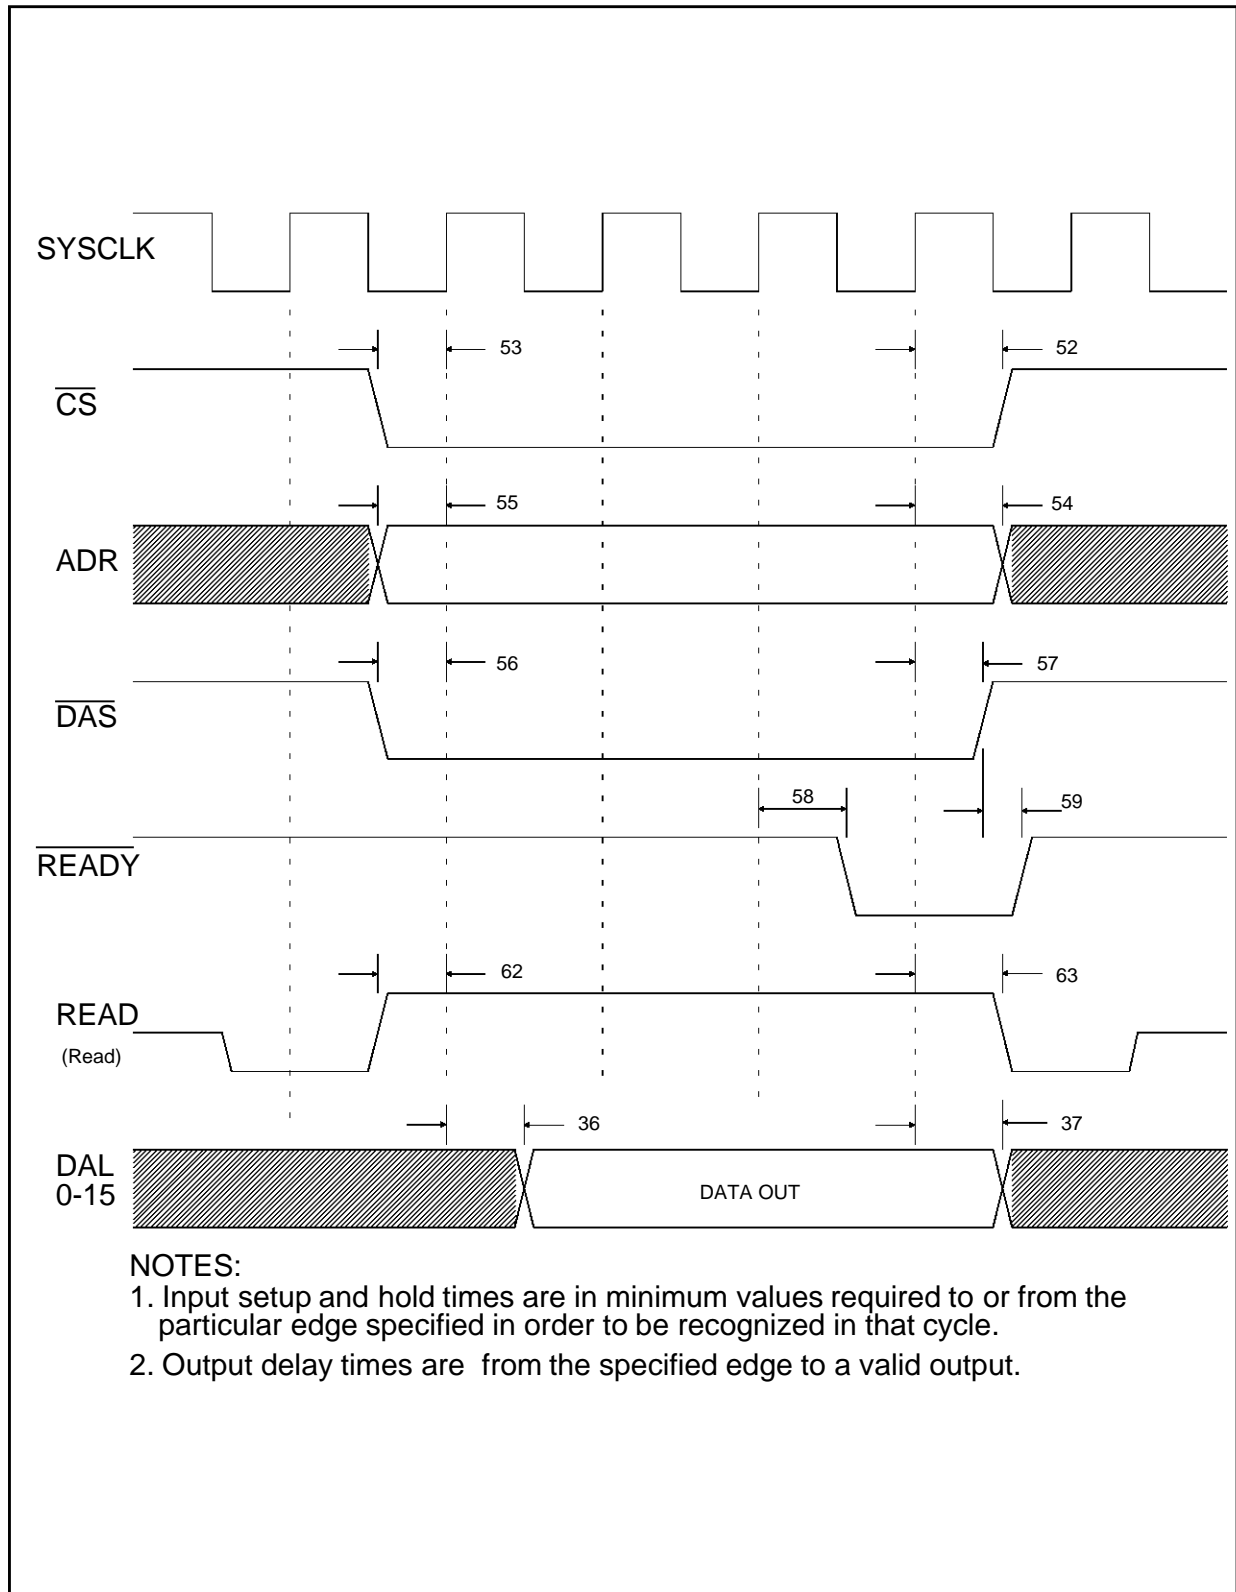 SYSCLK
53
52
CS
55
54
ADR
56
57
DAS
58
59
READY
62
63
READ
(Read)
36
37
DAL
0-15
DATA OUT
NOTES:
1. Input setup and hold times are in minimum values required to or from the
particular edge specified in order to be recognized in that cycle.
2. Output delay times are from the specified edge to a valid output.